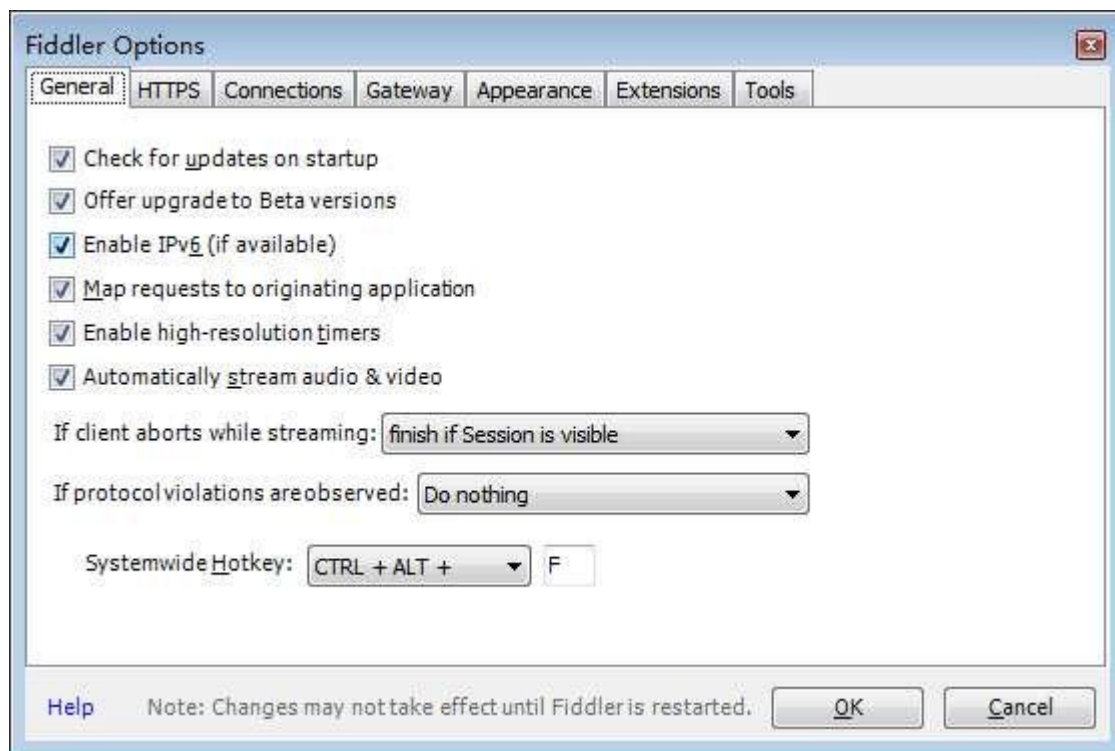 Fiddler Options
General HTTPS Connections Gateway Appearance Extensions Tools
Check for updates on startup
Offer upgrade to Beta versions
Enable IPv6 (if available)
Map requests to originating application
Enable high-resolution timers
Automatically stream audio & video
If client aborts while streaming: finish if Session is visible
If protocol violations are observed: Do nothing
Systemwide Hotkey: CTRL + ALT + F
Help Note: Changes may not take effect until Fiddler is restarted. OK Cancel